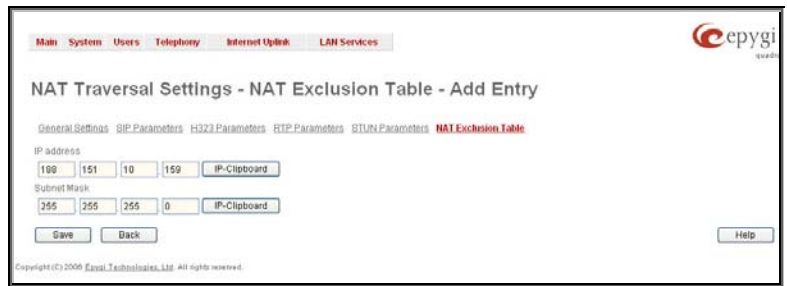 Main System Users Telephony Internet Uplink LAN Services
epygi
quadro
NAT Traversal Settings - NAT Exclusion Table - Add Entry
General Settings SIP Parameters H323 Parameters RTP Parameters STUN Parameters NAT Exclusion Table
IP address
188 151 10 159 IP-Clipboard
Subnet Mask
255 255 255 0 IP-Clipboard
Save Back Help
Copyright (C) 2006 Epygi Technologies, Ltd. All rights reserved.